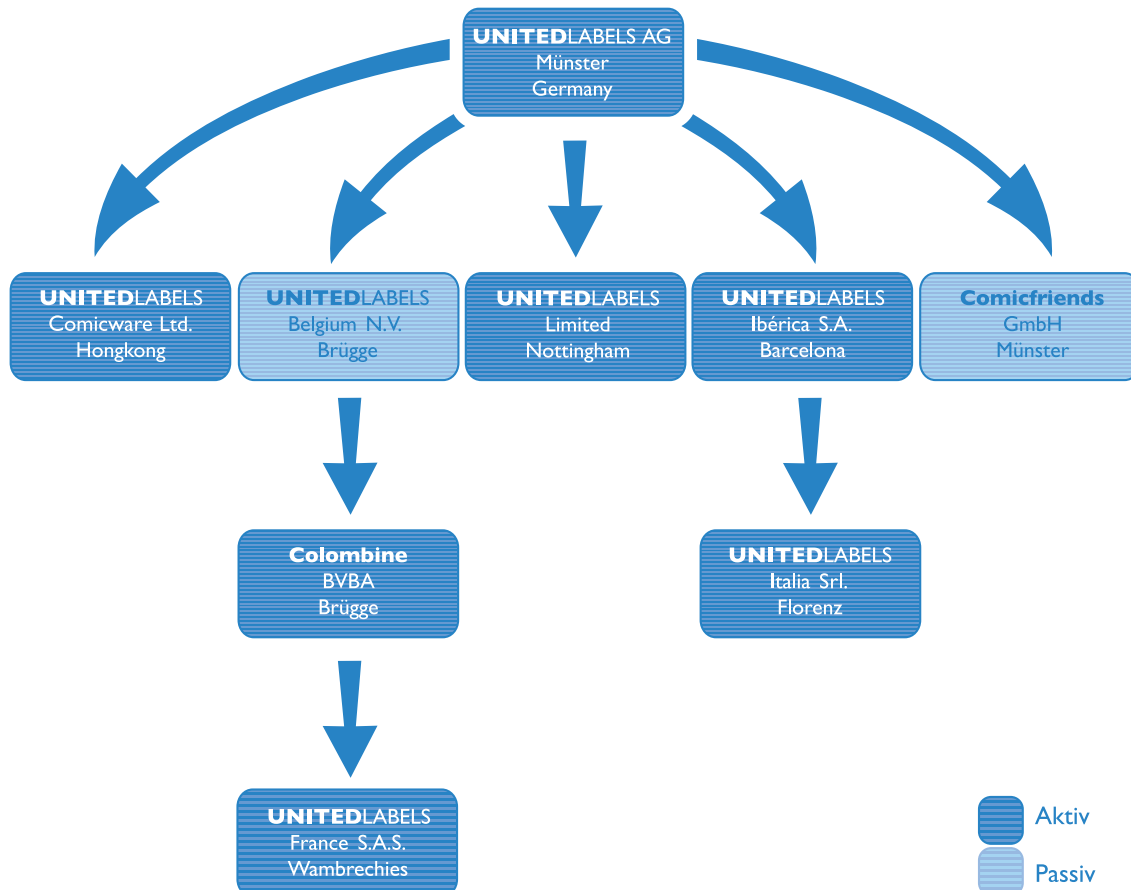 UNITEDLABELS AG
Münster
Germany
UNITEDLABELS
Comicware Ltd.
Hongkong
UNITEDLABELS
Belgium N.V.
Brügge
UNITEDLABELS
Limited
Nottingham
UNITEDLABELS
Ibérica S.A.
Barcelona
Comicfriends
GmbH
Münster
Colombine
BVBA
Brügge
UNITEDLABELS
Italia Srl.
Florenz
UNITEDLABELS
France S.A.S.
Wambrechies
Aktiv
Passiv